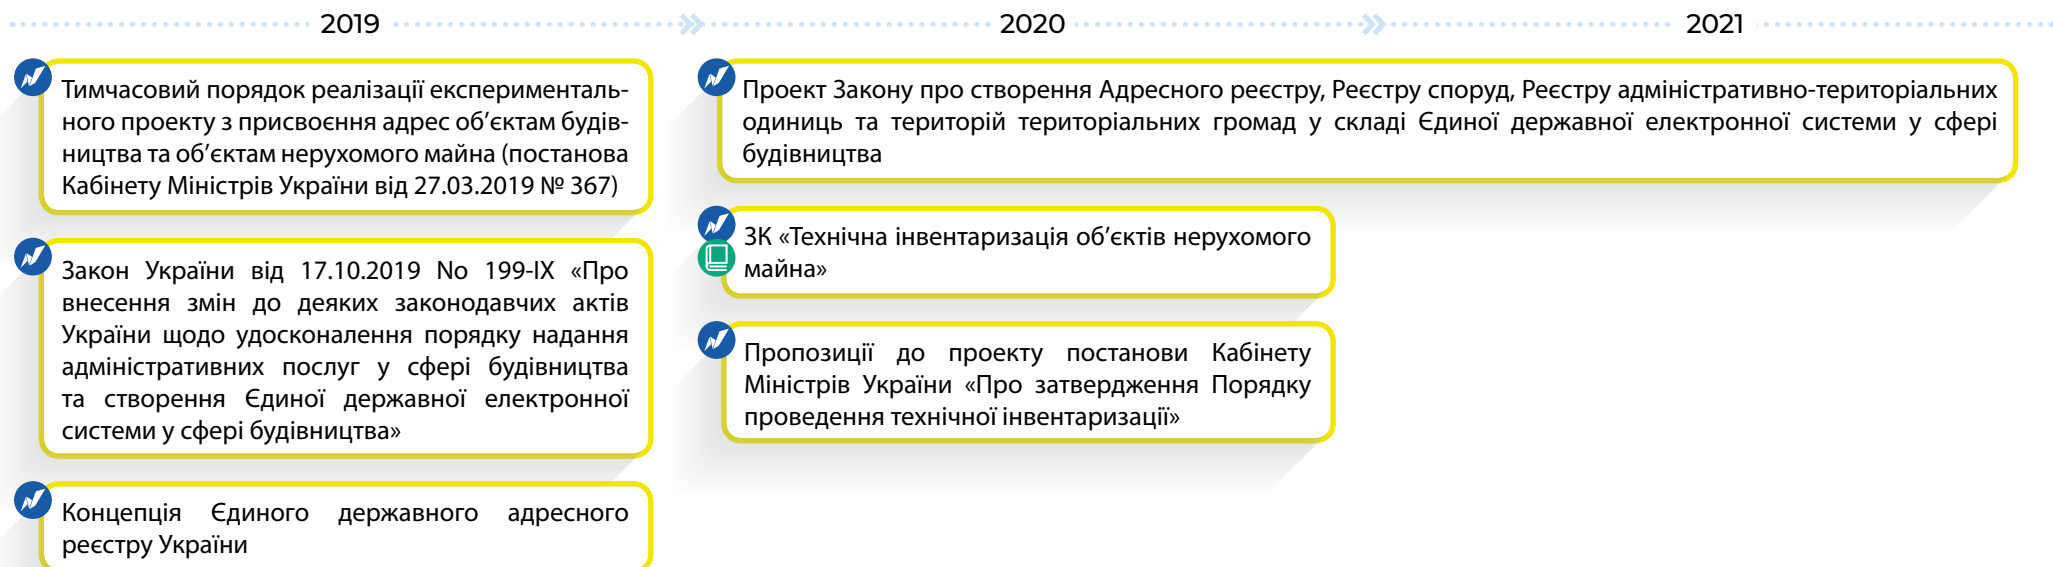 2019
2020
2021
Тимчасовий порядок реалізації експерименталь-
ного проекту з присвоєння адрес об’єктам будів-
ництва та об’єктам нерухомого майна (постанова
Кабінету Міністрів України від 27.03.2019 № 367)
Закон України від 17.10.2019 No 199-IX «Про
внесення змін до деяких законодавчих актів
України щодо удосконалення порядку надання
адміністративних послуг у сфері будівництва
та створення Єдиної державної електронної
системи у сфері будівництва»
Концепція Єдиного державного адресного
реєстру України
Проект Закону про створення Адресного реєстру, Реєстру споруд, Реєстру адміністративно-територіальних
одиниць та територій територіальних громад у складі Єдиної державної електронної системи у сфері
будівництва
ЗК «Технічна інвентаризація об’єктів нерухомого
майна»
Пропозиції до проекту постанови Кабінету
Міністрів України «Про затвердження Порядку
проведення технічної інвентаризації»